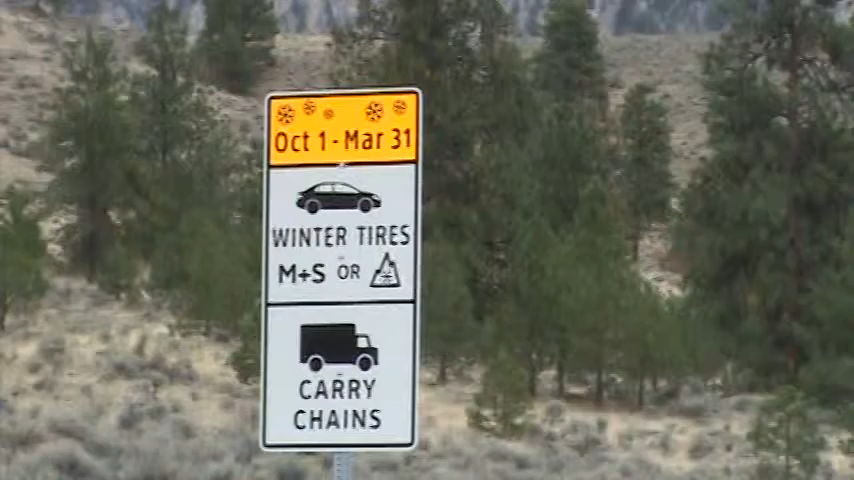 Oct 1 - Mar 31
WINTER TIRES
M+S OR
CARRY
CHAINS